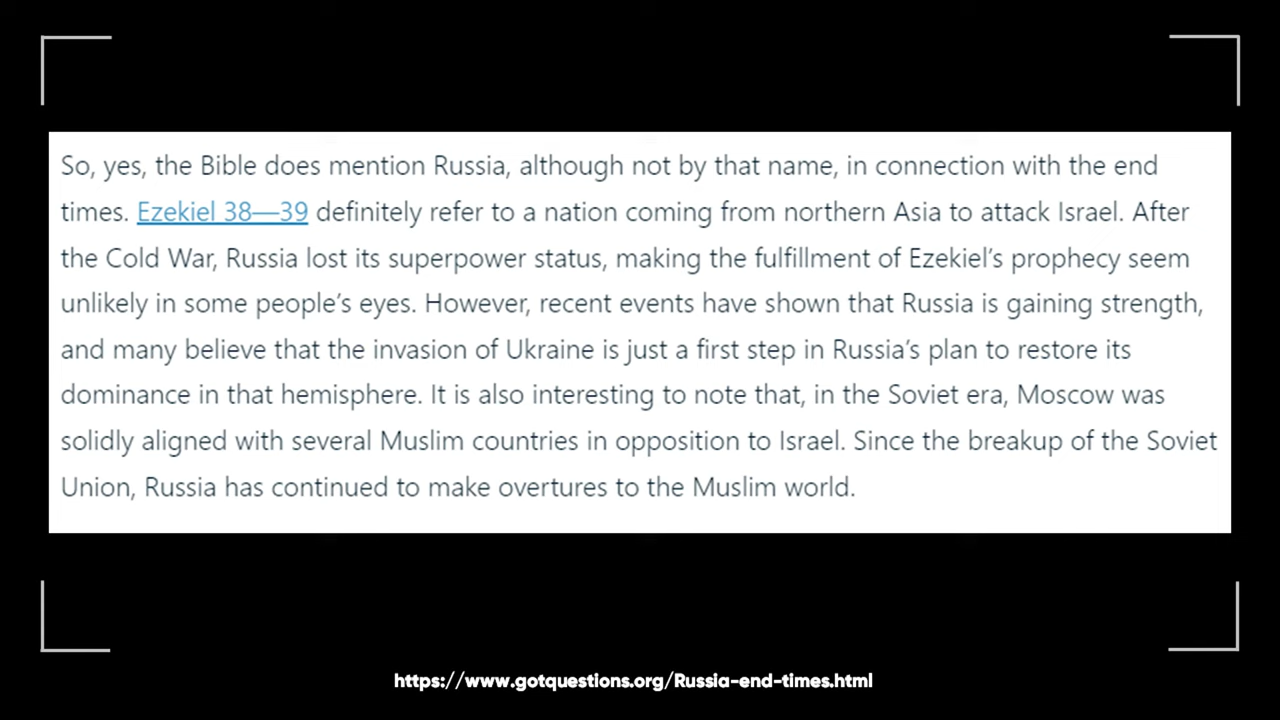 So, yes, the Bible does mention Russia, although not by that name, in connection with the end
times. Ezekiel 38—39 definitely refer to a nation coming from northern Asia to attack Israel. After
the Cold War, Russia lost its superpower status, making the fulfillment of Ezekiel’s prophecy seem
unlikely in some people’s eyes. However, recent events have shown that Russia is gaining strength,
and many believe that the invasion of Ukraine is just a first step in Russia’s plan to restore its
dominance in that hemisphere. It is also interesting to note that, in the Soviet era, Moscow was
solidly aligned with several Muslim countries in opposition to Israel. Since the breakup of the Soviet
Union, Russia has continued to make overtures to the Muslim world.
https://www.gotquestions.org/Russia-end-times.html